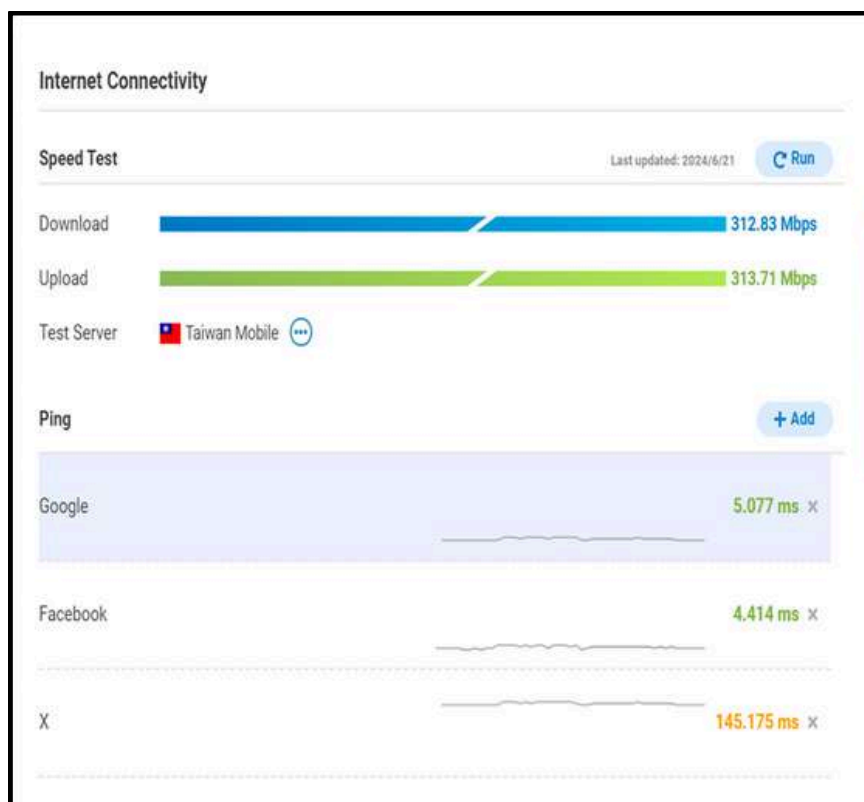 Internet Connectivity
Speed Test Last updated: 2024/6/21 Run
Download 312.83 Mbps
Upload 313.71 Mbps
Test Server Taiwan Mobile
Ping + Add
Google 5.077 ms x
Facebook 4.414 ms x
X 145.175 ms x